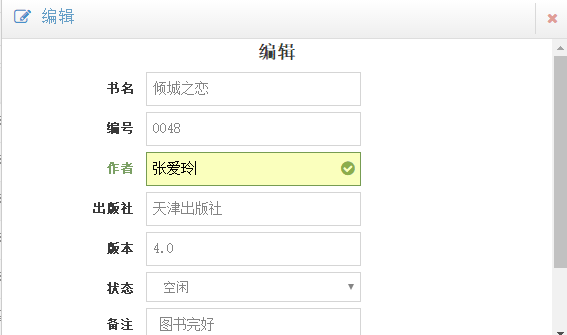 编辑
编辑
书名 倾城之恋
编号 0048
作者 张爱玲
出版社 天津出版社
版本 4.0
状态 空闲
备注 图书完好